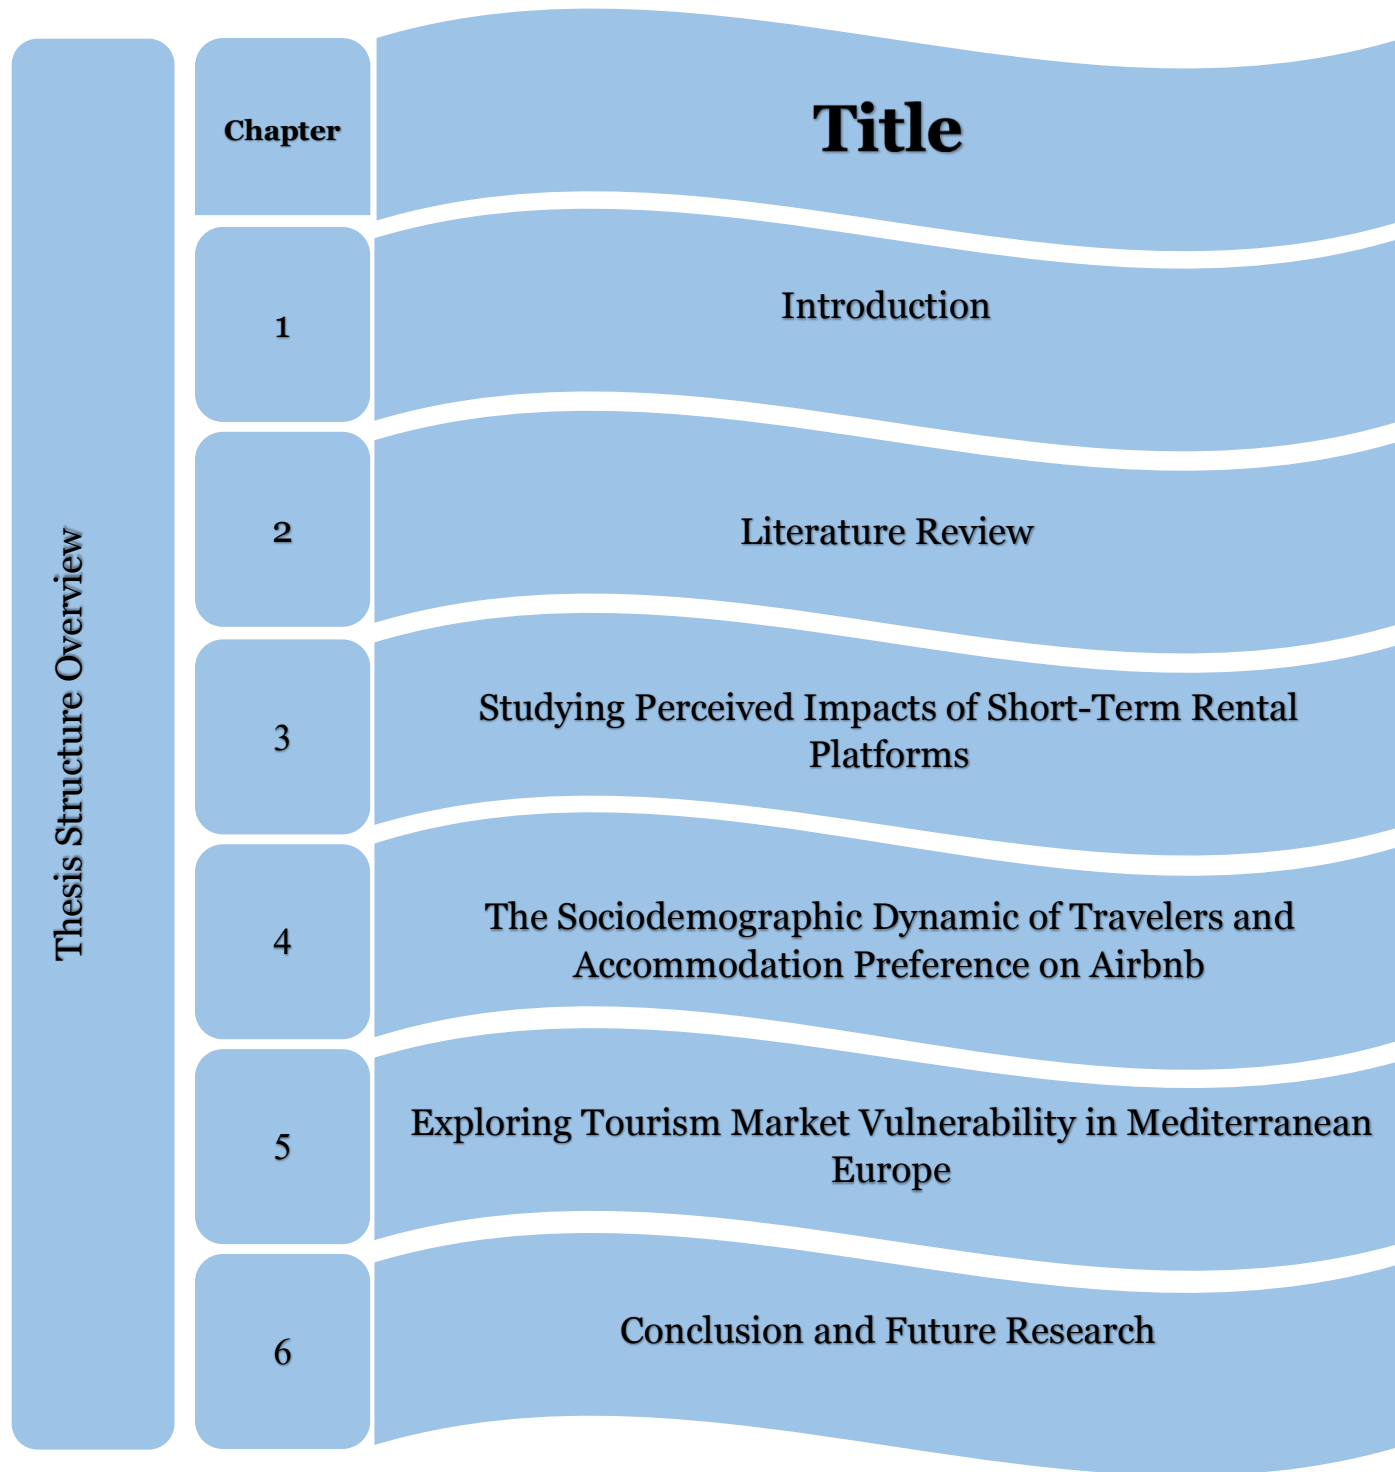 Thesis Structure Overview
Chapter
Title
1
Introduction
2
Literature Review
3
Studying Perceived Impacts of Short-Term Rental
Platforms
4
The Sociodemographic Dynamic of Travelers and
Accommodation Preference on Airbnb
5
Exploring Tourism Market Vulnerability in Mediterranean
Europe
6
Conclusion and Future Research